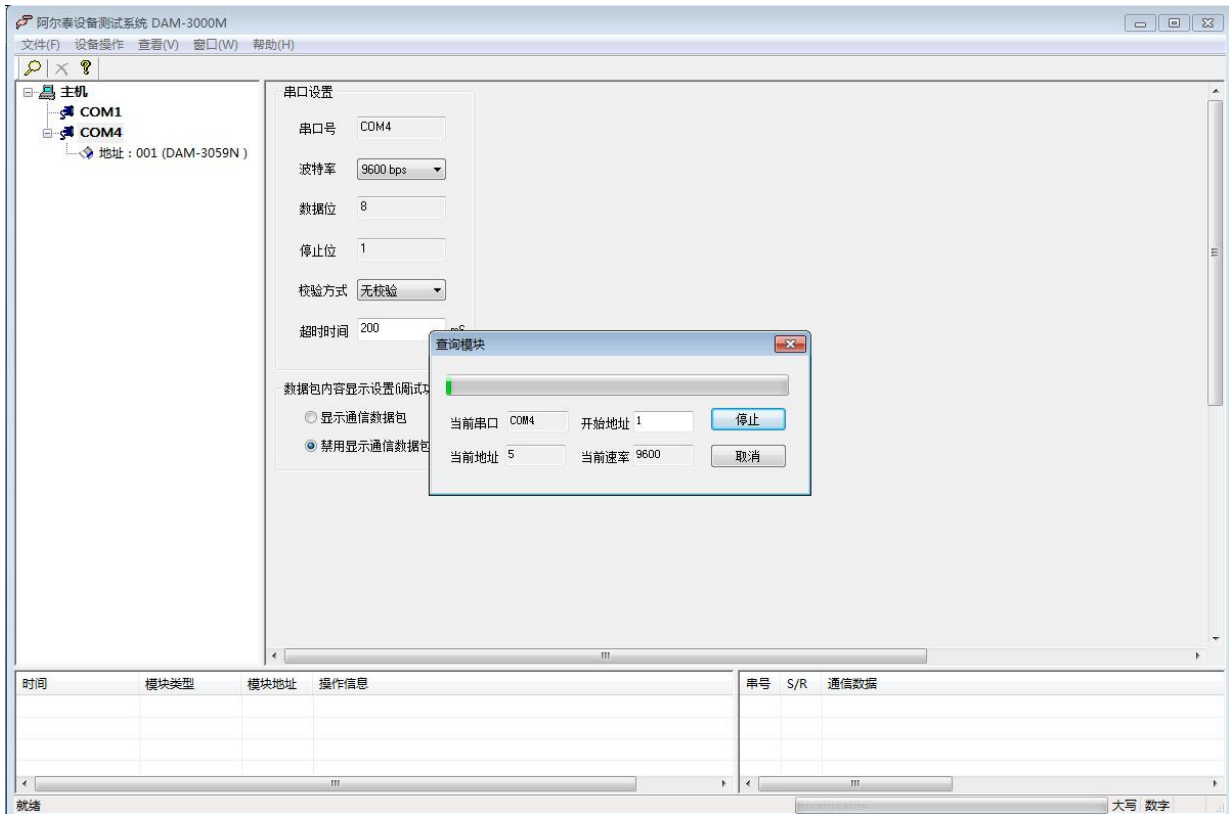 阿尔泰设备测试系统 DAM-3000M
文件(F) 设备操作 查看(V) 窗口(W) 帮助(H)
主机
COM1
COM4
地址：001 (DAM-3059N )
串口设置
串口号 COM4
波特率 9600 bps
数据位 8
停止位 1
校验方式 无校验
超时时间 200
数据包内容显示设置(调试
显示通信数据包
禁用显示通信数据包
查询模块
当前串口 COM4 开始地址 1 停止
当前地址 5 当前速率 9600 取消
时间 模块类型 模块地址 操作信息
串号 S/R 通信数据
就绪 大写 数字